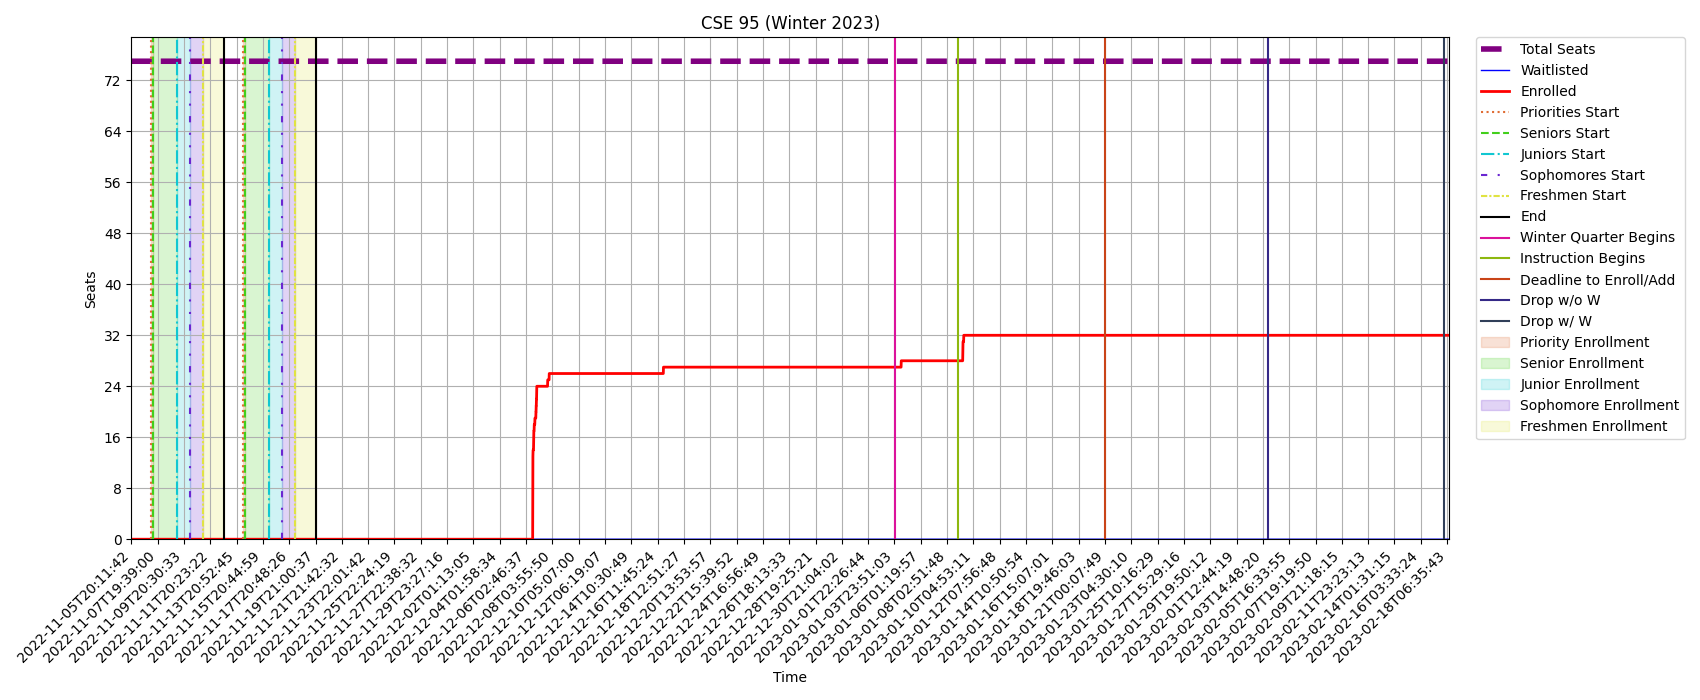 CSE 95 (Winter 2023)
Seats
72
64
56
48
40
32
24
16
8
0
2022-11-05T20:11:42
2022-11-07T19:39:00
2022-11-09T20:30:33
2022-11-11T20:23:22
2022-11-13T20:52:45
2022-11-15T20:44:59
2022-11-17T20:48:26
2022-11-19T21:00:37
2022-11-21T21:42:32
2022-11-23T22:01:42
2022-11-25T22:24:19
2022-11-27T22:38:32
2022-11-29T23:27:16
2022-12-02T01:13:05
2022-12-04T01:58:34
2022-12-06T02:46:37
2022-12-08T03:55:50
2022-12-10T05:07:00
2022-12-12T06:19:07
2022-12-14T10:30:49
2022-12-16T11:45:24
2022-12-18T12:51:27
2022-12-20T13:53:57
2022-12-22T15:39:52
2022-12-24T16:56:49
2022-12-26T18:13:33
2022-12-28T19:25:21
2022-12-30T21:04:02
2023-01-01T22:26:44
2023-01-03T23:51:03
2023-01-06T01:19:57
2023-01-08T02:51:48
2023-01-10T04:53:11
2023-01-12T07:56:48
2023-01-14T10:50:54
2023-01-16T15:07:01
2023-01-18T19:46:03
2023-01-21T00:07:49
2023-01-23T04:30:16
2023-01-25T10:16:29
2023-01-27T15:29:16
2023-01-29T19:50:12
2023-02-01T12:44:19
2023-02-03T14:48:20
2023-02-05T16:33:55
2023-02-07T19:19:50
2023-02-09T21:18:15
2023-02-11T23:23:13
2023-02-14T01:31:15
2023-02-16T03:33:24
2023-02-18T06:35:43
Time
Total Seats
Waitlisted
Enrolled
Priorities Start
Seniors Start
Juniors Start
Sophomores Start
Freshmen Start
End
Winter Quarter Begins
Instruction Begins
Deadline to Enroll/Add
Drop w/o W
Drop w/ W
Priority Enrollment
Senior Enrollment
Junior Enrollment
Sophomore Enrollment
Freshmen Enrollment